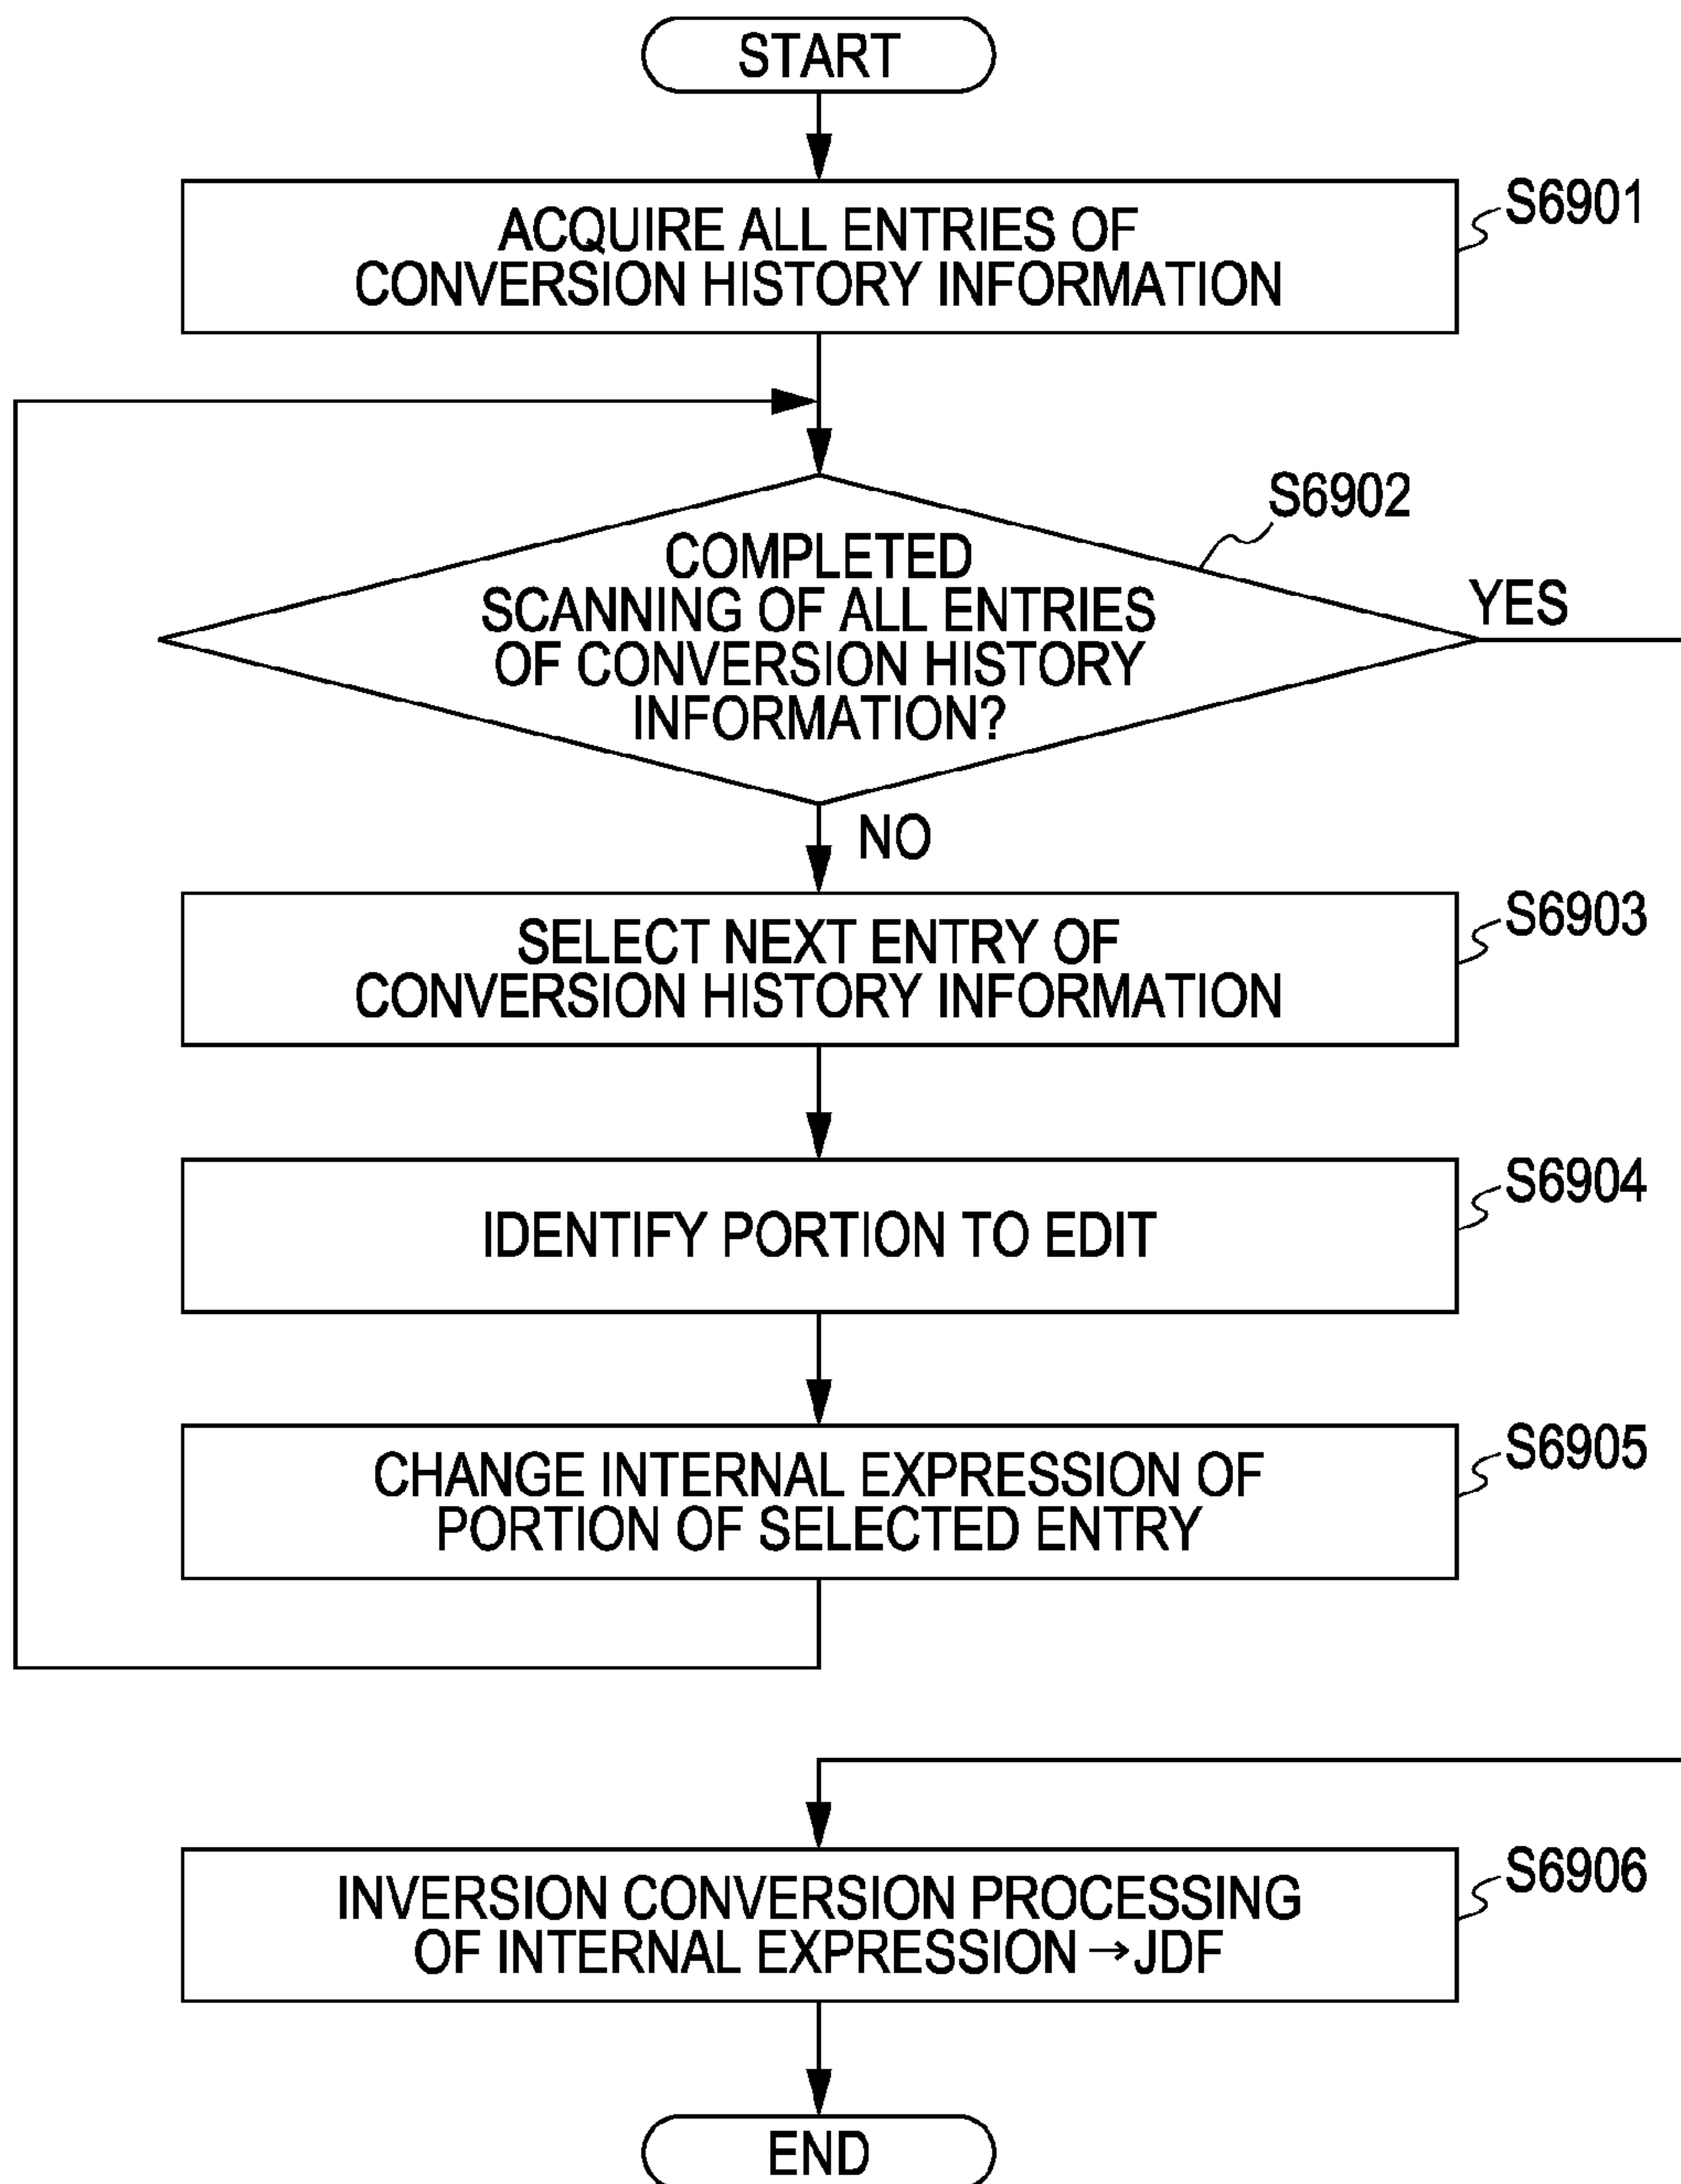 START
ACQUIRE ALL ENTRIES OF
CONVERSION HISTORY INFORMATION
S6901
S6902
COMPLETED
SCANNING OF ALL ENTRIES
OF CONVERSION HISTORY
INFORMATION?
YES
NO
SELECT NEXT ENTRY OF
CONVERSION HISTORY INFORMATION
S6903
IDENTIFY PORTION TO EDIT
S6904
CHANGE INTERNAL EXPRESSION OF
PORTION OF SELECTED ENTRY
S6905
INVERSION CONVERSION PROCESSING
OF INTERNAL EXPRESSION → JDF
S6906
END